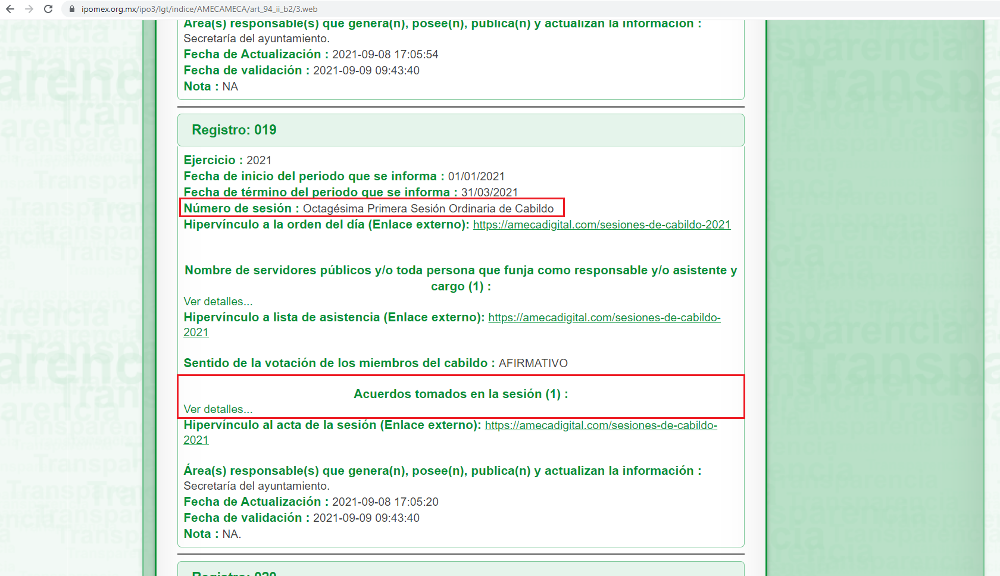 ipomex.org.mx/ipo3/lgt/indice/AMECAMECA/art_94_ii_b2/3.web
Área(s) responsable(s) que genera(n), posee(n), publica(n) y actualizan la información :
Secretaría del ayuntamiento.
Fecha de Actualización : 2021-09-08 17:05:54
Fecha de validación : 2021-09-09 09:43:40
Nota : NA
Registro: 019
Ejercicio : 2021
Fecha de inicio del periodo que se informa : 01/01/2021
Fecha de término del periodo que se informa : 31/03/2021
Número de sesión : Octagésima Primera Sesión Ordinaria de Cabildo
Hipervínculo a la orden del día (Enlace externo): https://amecadigital.com/sesiones-de-cabildo-2021
Nombre de servidores públicos y/o toda persona que funja como responsable y/o asistente y
cargo (1) :
Ver detalles...
Hipervínculo a lista de asistencia (Enlace externo): https://amecadigital.com/sesiones-de-cabildo-
2021
Sentido de la votación de los miembros del cabildo : AFIRMATIVO
Acuerdos tomados en la sesión (1) :
Ver detalles...
Hipervínculo al acta de la sesión (Enlace externo): https://amecadigital.com/sesiones-de-cabildo-
2021
Área(s) responsable(s) que genera(n), posee(n), publica(n) y actualizan la información :
Secretaría del ayuntamiento.
Fecha de Actualización : 2021-09-08 17:05:20
Fecha de validación : 2021-09-09 09:43:40
Nota : NA.
Registro: 020